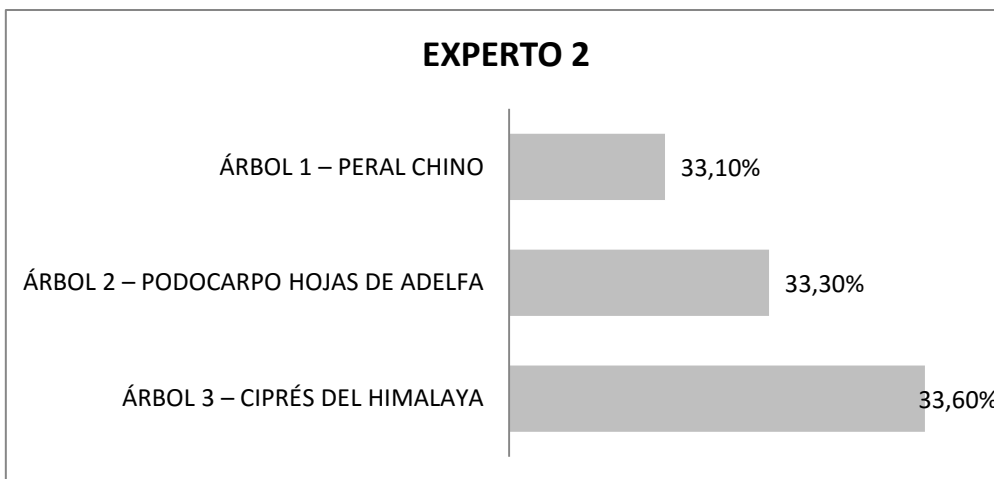 EXPERTO 2
ÁRBOL 1 – PERAL CHINO 33,10%
ÁRBOL 2 – PODOCARPO HOJAS DE ADELFA 33,30%
ÁRBOL 3 – CIPRÉS DEL HIMALAYA 33,60%